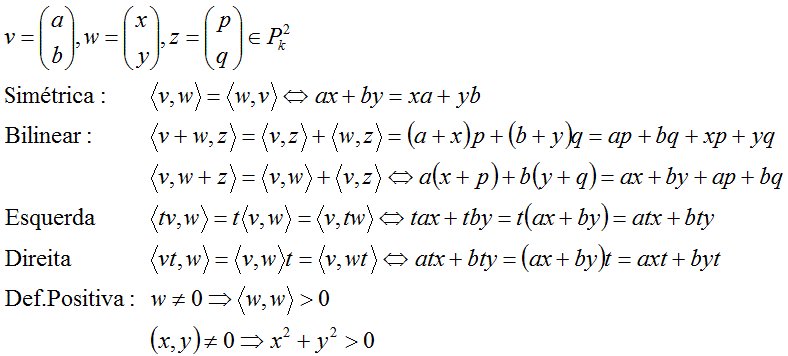 v = (a b), w = (x y), z = (p q) ∈ P_k^2
Simétrica : ⟨v, w⟩ = ⟨w, v⟩ ⇔ ax + by = xa + yb
Bilinear : ⟨v + w, z⟩ = ⟨v, z⟩ + ⟨w, z⟩ = (a + x)p + (b + y)q = ap + bq + xp + yq
⟨v, w + z⟩ = ⟨v, w⟩ + ⟨v, z⟩ ⇔ a(x + p) + b(y + q) = ax + by + ap + bq
Esquerda ⟨tv, w⟩ = t⟨v, w⟩ = ⟨v, tw⟩ ⇔ tax + tby = t(ax + by) = atx + bty
Direita ⟨vt, w⟩ = ⟨v, w⟩t = ⟨v, wt⟩ ⇔ atx + bty = (ax + by)t = axt + byt
Def.Positiva : w ≠ 0 ⇒ ⟨w, w⟩ > 0
(x, y) ≠ 0 ⇒ x² + y² > 0